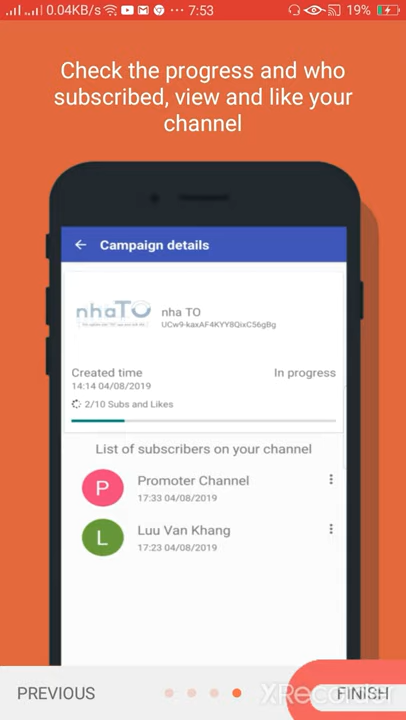 0.04KB/s ··· 7:53 19%
Check the progress and who
subscribed, view and like your
channel
Campaign details
nhaTO
nha TO
UCw9-kaxAF4KYY8QixC56gBg
Created time In progress
14:14 04/08/2019
2/10 Subs and Likes
List of subscribers on your channel
P Promoter Channel
17:33 04/08/2019
L Luu Van Khang
17:23 04/08/2019
PREVIOUS FINISH
XRecorder